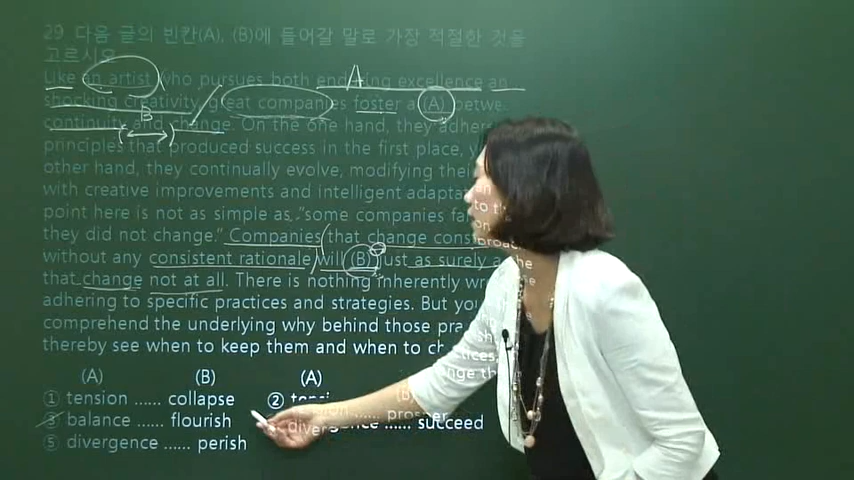 29 다음 글의 빈칸(A), (B)에 들어갈 말로 가장 적절한 것을
고르시오
Like an artist who pursues both enduring excellence an
shocking creativity, great companies foster a (A) betwe
continuity and change. On the one hand, they adhere
principles that produced success in the first place, y
other hand, they continually evolve, modifying their
with creative improvements and intelligent adaptat
point here is not as simple as "some companies fa
they did not change." Companies that change constant
without any consistent rationale will (B) just as surely a
that change not at all. There is nothing inherently wr
adhering to specific practices and strategies. But yo
comprehend the underlying why behind those pra
thereby see when to keep them and when to ch
A
B
(A) (B) (A)
① tension ...... collapse ② tensi
③ balance ...... flourish prosper
⑤ divergence ...... perish divergence ...... succeed